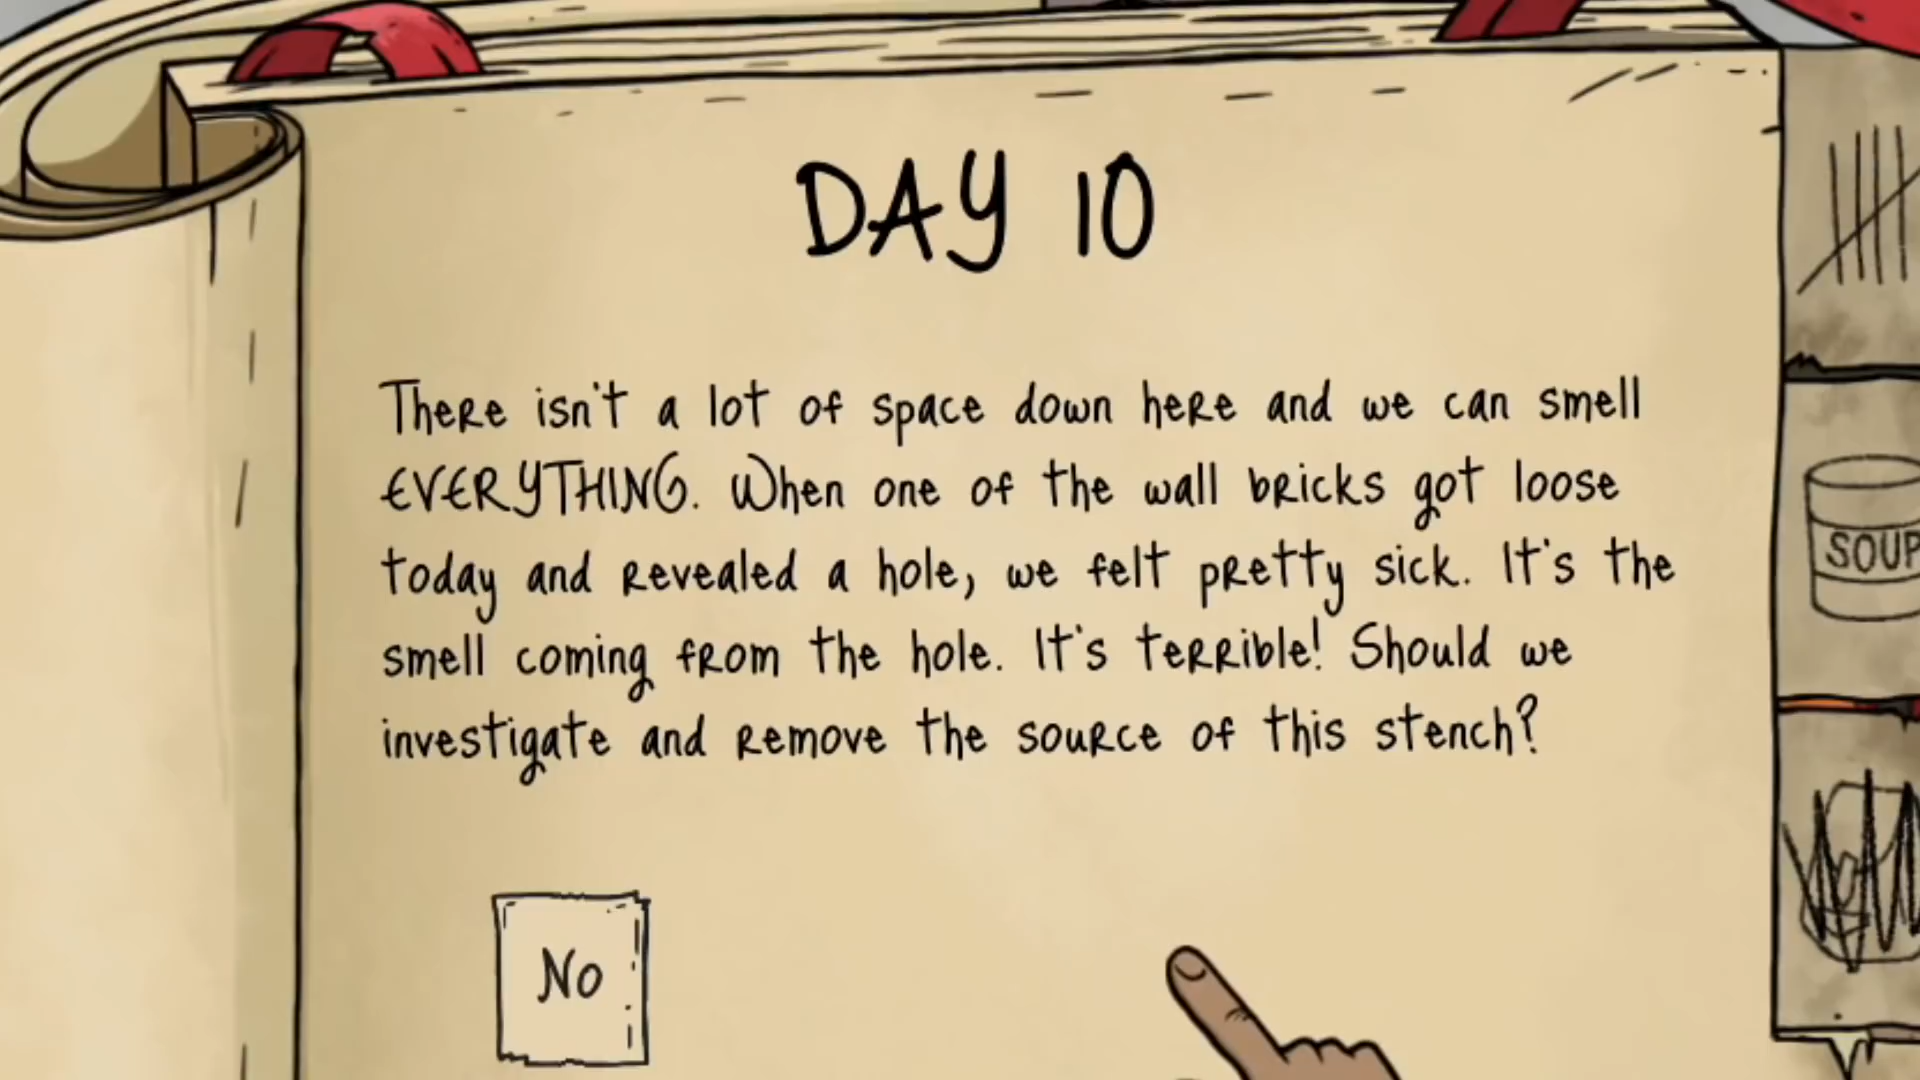 DAY 10
There isn't a lot of space down here and we can smell
EVERYTHING. When one of the wall bricks got loose
today and revealed a hole, we felt pretty sick. It's the
smell coming from the hole. It's terrible! Should we
investigate and remove the source of this stench?
No
SOUP